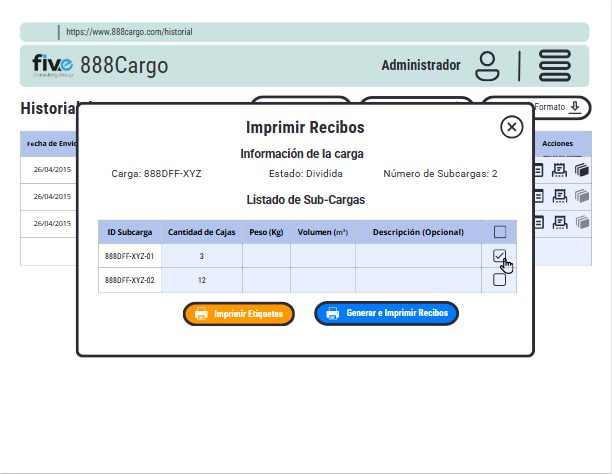 https://www.888cargo.com/historial
five
Consulting Group
888Cargo
Administrador
Historial
Formato
Fecha de Envío
Acciones
26/04/2015
26/04/2015
26/04/2015
Imprimir Recibos
Información de la carga
Carga: 888DFF-XYZ
Estado: Dividida
Número de Subcargas: 2
Listado de Sub-Cargas
ID Subcarga
Cantidad de Cajas
Peso (Kg)
Volumen (m³)
Descripción (Opcional)
888DFF-XYZ-01
3
888DFF-XYZ-02
12
Imprimir Etiquetas
Generar e Imprimir Recibos